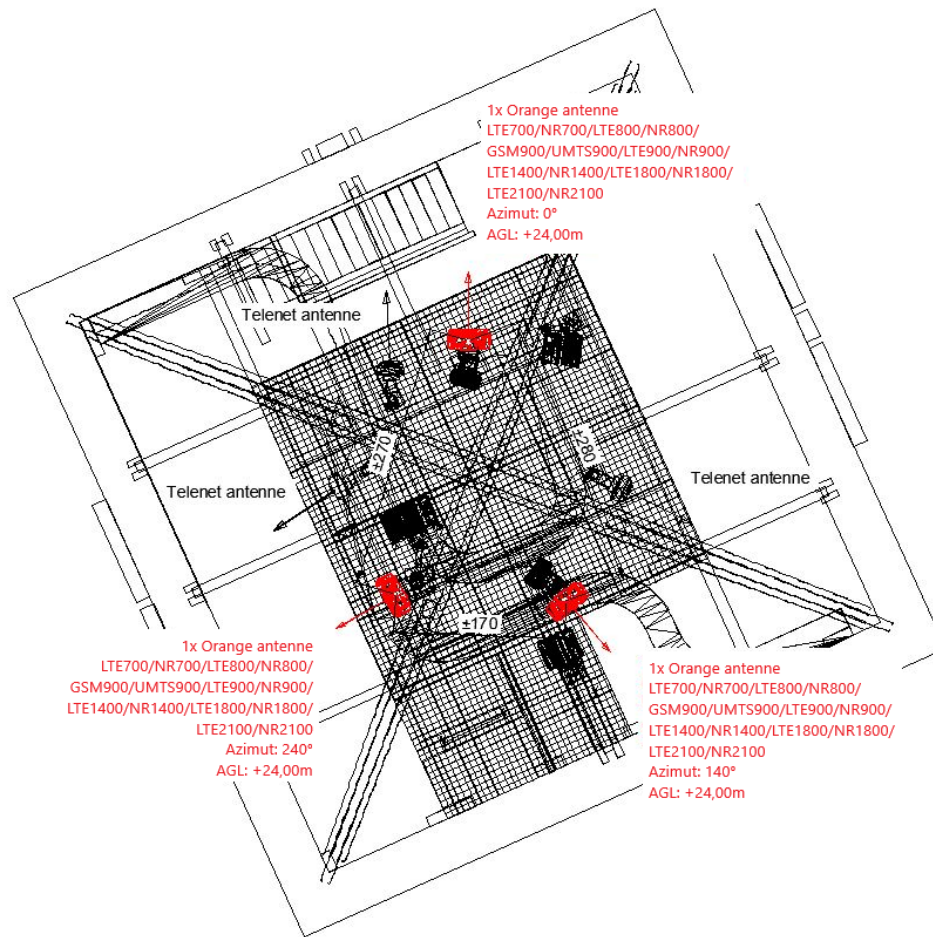 1x Orange antenne
LTE700/NR700/LTE800/NR800/
GSM900/UMTS900/LTE900/NR900/
LTE1400/NR1400/LTE1800/NR1800/
LTE2100/NR2100
Azimut: 0°
AGL: +24,00m
Telenet antenne
±270
±280
Telenet antenne
Telenet antenne
±170
1x Orange antenne
LTE700/NR700/LTE800/NR800/
GSM900/UMTS900/LTE900/NR900/
LTE1400/NR1400/LTE1800/NR1800/
LTE2100/NR2100
Azimut: 240°
AGL: +24,00m
1x Orange antenne
LTE700/NR700/LTE800/NR800/
GSM900/UMTS900/LTE900/NR900/
LTE1400/NR1400/LTE1800/NR1800/
LTE2100/NR2100
Azimut: 140°
AGL: +24,00m